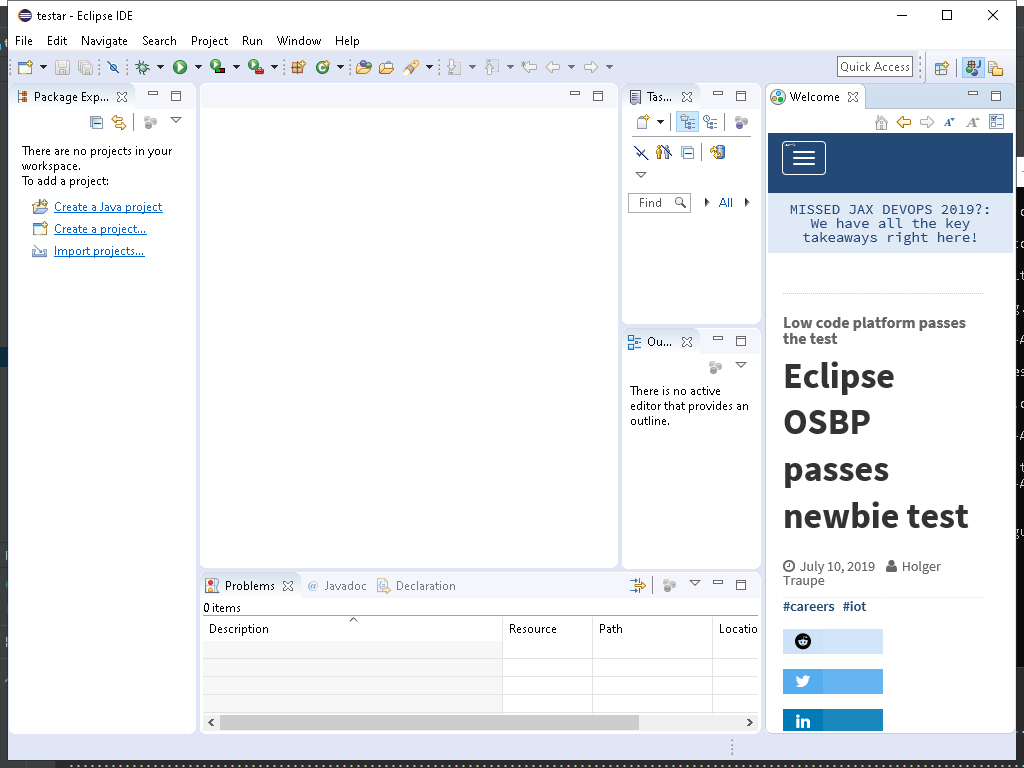 testar - Eclipse IDE
File Edit Navigate Search Project Run Window Help
Quick Access
Package Exp...
There are no projects in your
workspace.
To add a project:
Create a Java project
Create a project...
Import projects...
Tas...
Find
All
Ou...
There is no active
editor that provides an
outline.
Welcome
MISSED JAX DEVOPS 2019?:
We have all the key
takeaways right here!
Low code platform passes
the test
Eclipse
OSBP
passes
newbie test
July 10, 2019 Holger
Traupe
#careers #iot
in
Problems @ Javadoc Declaration
0 items
Description Resource Path Locatio